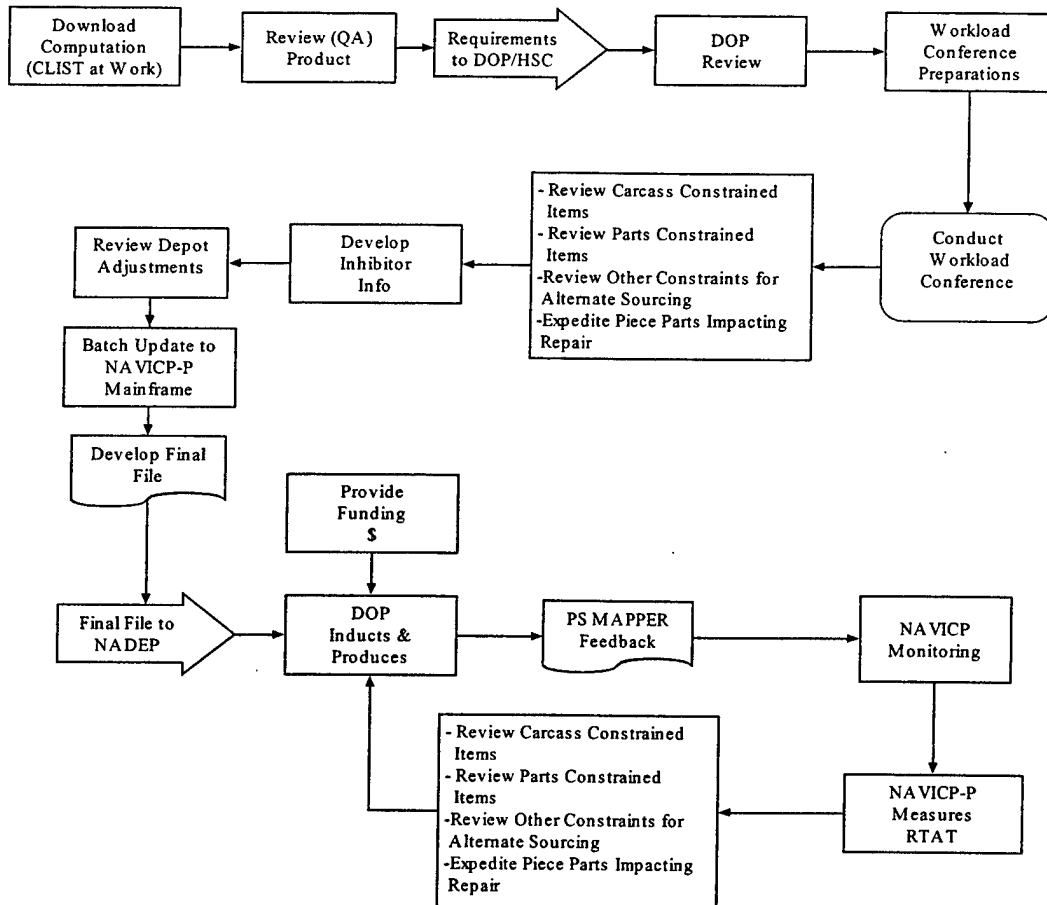 Download
Computation
(CLIST at Work)
Review (QA)
Product
Requirements
to DOP/HSC
DOP
Review
Workload
Conference
Preparations
Conduct
Workload
Conference
- Review Carcass Constrained
Items
- Review Parts Constrained
Items
-Review Other Constraints for
Alternate Sourcing
-Expedite Piece Parts Impacting
Repair
Develop
Inhibitor
Info
Review Depot
Adjustments
Batch Update to
NAVICP-P
Mainframe
Develop Final
File
Final File to
NADEP
Provide
Funding
$
DOP
Inducts &
Produces
PS MAPPER
Feedback
NAVICP
Monitoring
NAVICP-P
Measures
RTAT
- Review Carcass Constrained
Items
- Review Parts Constrained
Items
-Review Other Constraints for
Alternate Sourcing
-Expedite Piece Parts Impacting
Repair